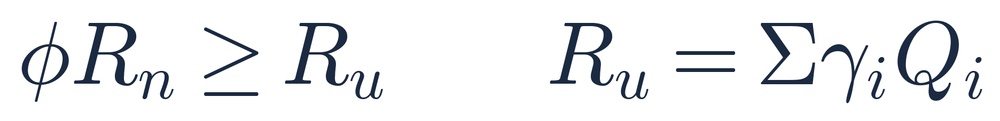 ϕRₙ ≥ Rᵤ    Rᵤ = ΣγᵢQᵢ